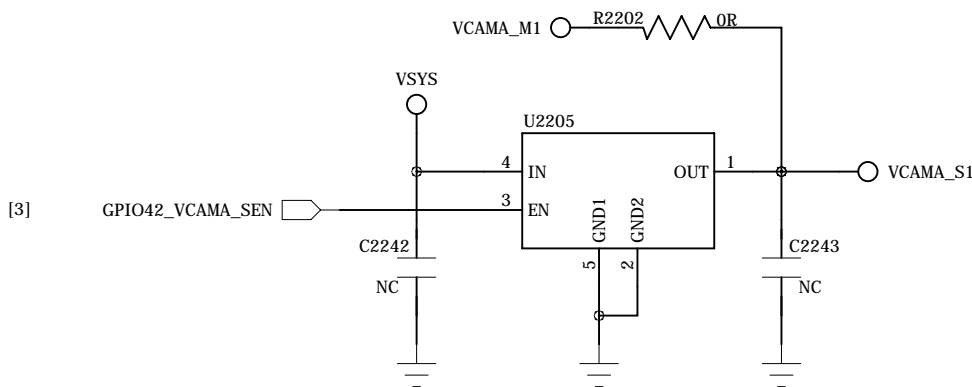 R2202 0R
VCAMA_M1
VSYS
U2205
4 IN OUT 1
VCAMA_S1
[3] GPIO42_VCAMA_SEN 3 EN
GND1 GND2
C2242 C2243
5 2
NC NC